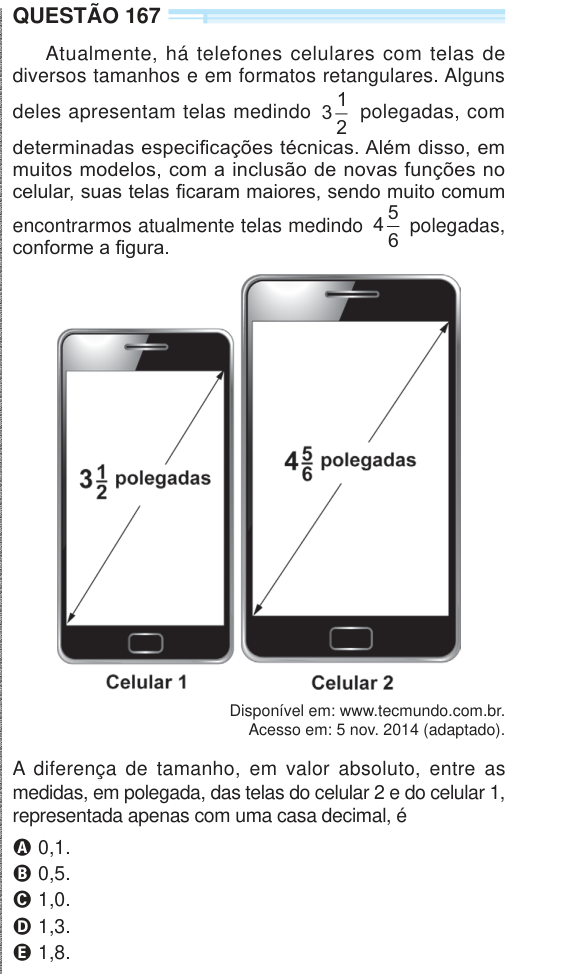 QUESTÃO 167
Atualmente, há telefones celulares com telas de
diversos tamanhos e em formatos retangulares. Alguns
deles apresentam telas medindo 3 1/2 polegadas, com
determinadas especificações técnicas. Além disso, em
muitos modelos, com a inclusão de novas funções no
celular, suas telas ficaram maiores, sendo muito comum
encontrarmos atualmente telas medindo 4 5/6 polegadas,
conforme a figura.
3 1/2 polegadas
4 5/6 polegadas
Celular 1
Celular 2
Disponível em: www.tecmundo.com.br.
Acesso em: 5 nov. 2014 (adaptado).
A diferença de tamanho, em valor absoluto, entre as
medidas, em polegada, das telas do celular 2 e do celular 1,
representada apenas com uma casa decimal, é
A 0,1.
B 0,5.
C 1,0.
D 1,3.
E 1,8.